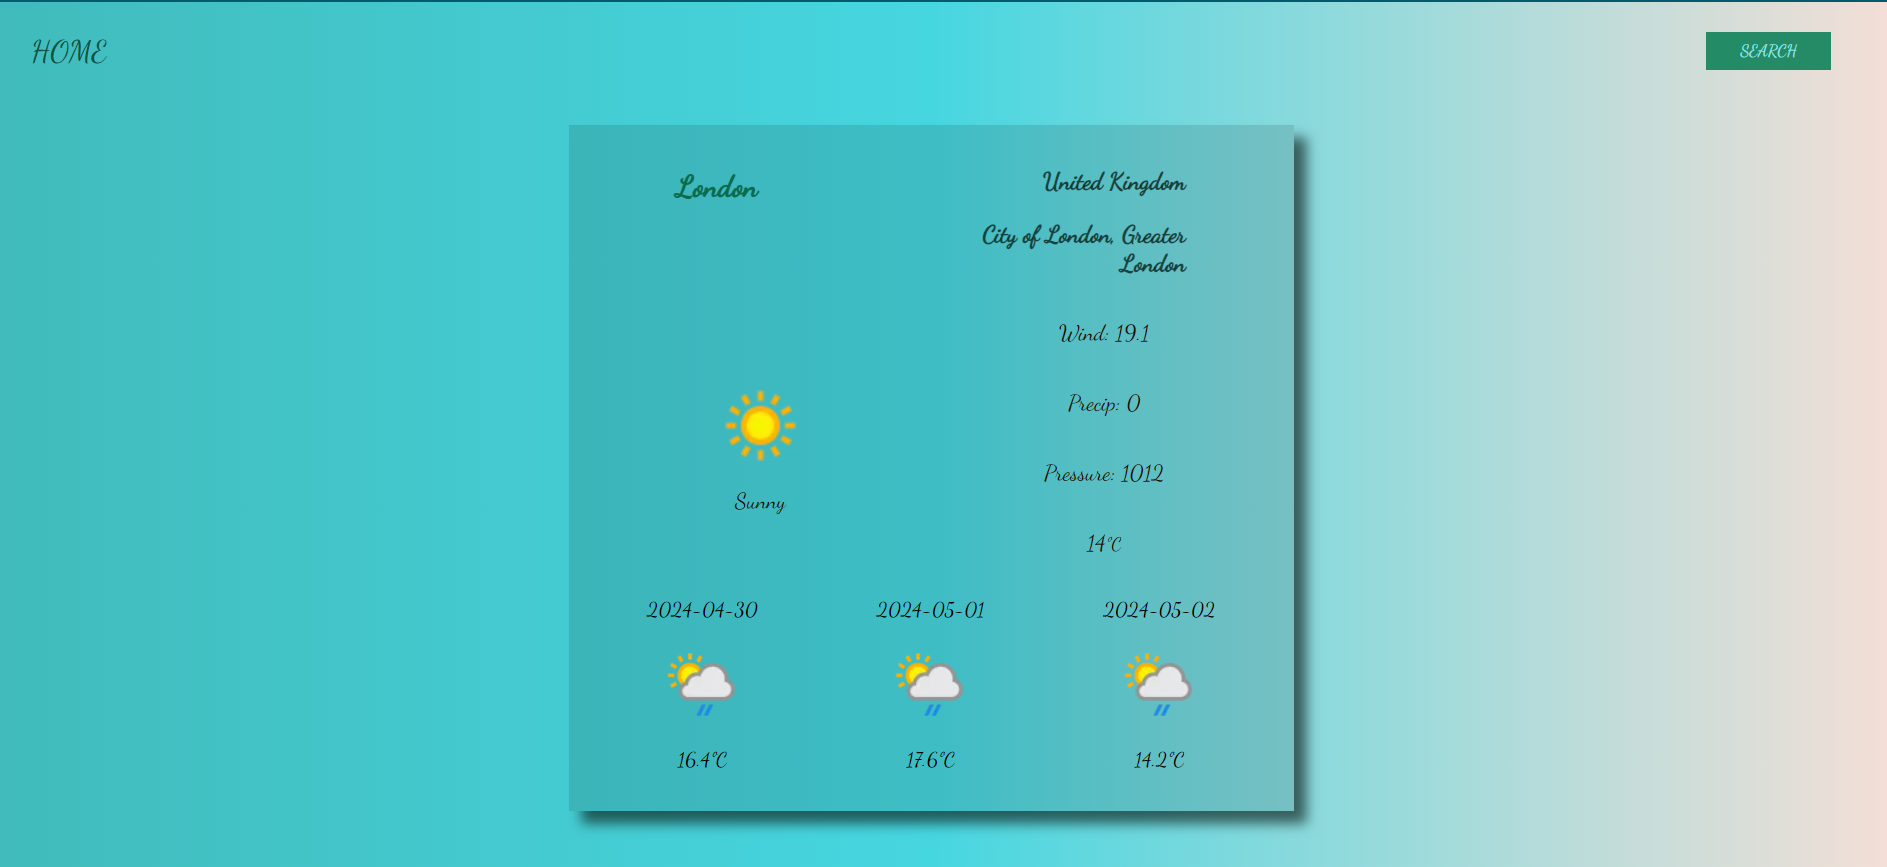 HOME
SEARCH
London
United Kingdom
City of London, Greater
London
Wind: 19.1
Precip: 0
Pressure: 1012
Sunny
14°C
2024-04-30
2024-05-01
2024-05-02
16.4°C
17.6°C
14.2°C